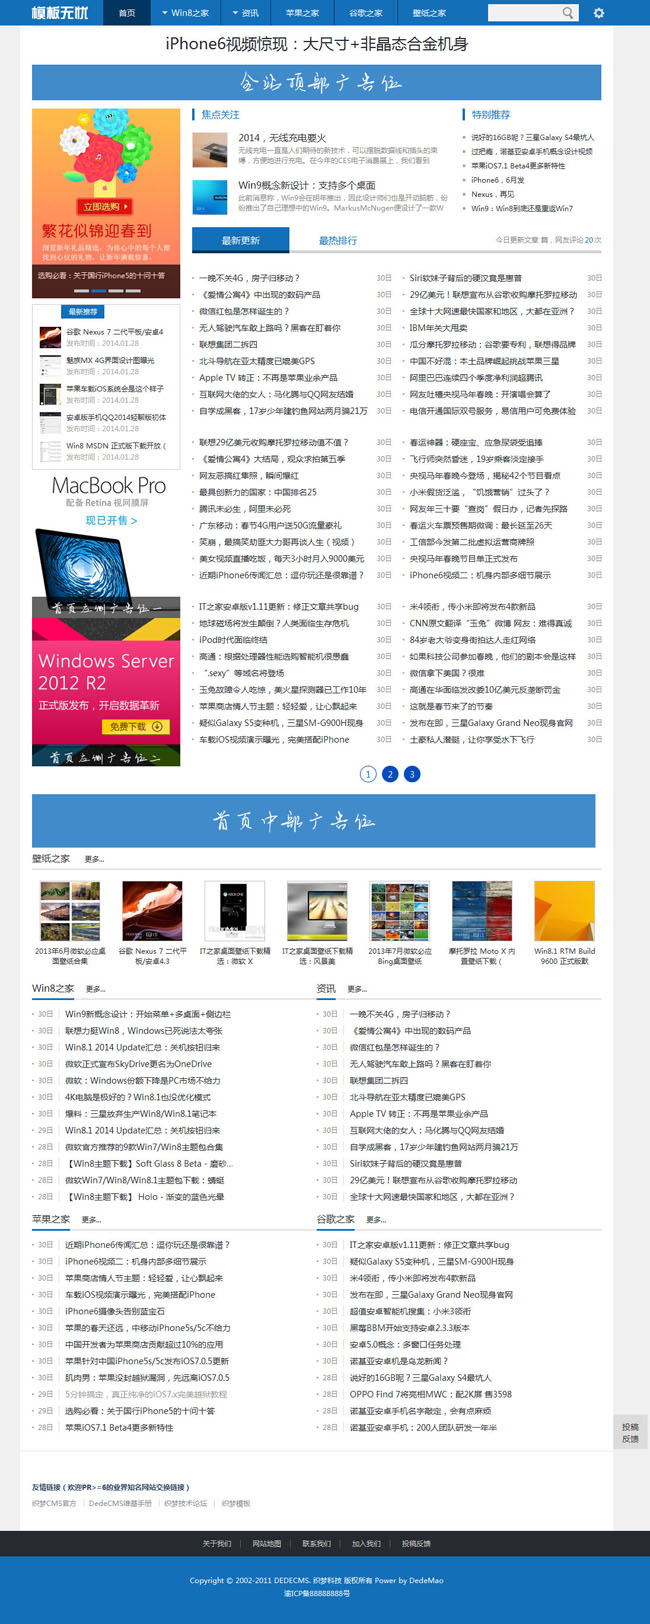 模板无忧
首页 Win8之家 资讯 苹果之家 谷歌之家 壁纸之家
iPhone6视频惊现：大尺寸+非晶态合金机身
全站顶部广告位
立即选购
繁花似锦迎春到
选购必看：关于国行iPhone5的十问十答
焦点关注
2014，无线充电要火
无线充电一直是人们期待的新技术，可以摆脱数据线和插头的束
缚，方便地进行充电。在今年的CES电子消费展上，我们看到
Win9概念新设计：支持多个桌面
此前消息称，Win9会在明年推出，因此设计师们也是开动脑筋，纷
纷推出了自己理想中的Win9。MarkusMcNugen便设计了一款W
特别推荐
说好的16GB呢？三星Galaxy S4最坑人
过把瘾，诺基亚安卓手机概念设计视频
苹果iOS7.1 Beta4更多新特性
iPhone6，6月发
Nexus，再见
Win9：Win8到底还是重返Win7
最新更新 最热排行 今日更新文章 篇，网友评论 20 次
一晚不关4G，房子归移动？ 30日
《爱情公寓4》中出现的数码产品 30日
微信红包是怎样诞生的？ 30日
无人驾驶汽车敢上路吗？黑客在盯着你 30日
联想集团二拆四 30日
北斗导航在亚太精度已媲美GPS 30日
Apple TV 转正：不再是苹果业余产品 30日
互联网大佬的女人：马化腾与QQ网友结婚 30日
自学成黑客，17岁少年建钓鱼网站两月骗21万 30日
Siri软妹子背后的硬汉竟是惠普 30日
29亿美元！联想宣布从谷歌收购摩托罗拉移动 30日
全球十大网速最快国家和地区，大都在亚洲？ 30日
IBM年关大甩卖 30日
瓜分摩托罗拉移动：谷歌要专利，联想得品牌 30日
中国不好混：本土品牌崛起挑战苹果三星 30日
阿里巴巴连续四个季度净利润超腾讯 30日
网友吐槽央视马年春晚：开演唱会算了 30日
电信开通国际双号服务，易信用户可免费体验 30日
最新推荐
谷歌 Nexus 7 二代平板/安卓4
发布时间：2014.01.28
魅族MX 4G界面设计图曝光
发布时间：2014.01.28
苹果车载iOS系统会是这个样子
发布时间：2014.01.28
安卓版手机QQ2014轻聊版初体
发布时间：2014.01.28
Win8 MSDN 正式版下载开放（
发布时间：2014.01.28
联想29亿美元收购摩托罗拉移动值不值？ 30日
《爱情公寓4》大结局，观众求拍第五季 30日
网友恶搞红隼照，瞬间爆红 30日
最具创新力的国家：中国排名25 30日
腾讯未必生，阿里未必死 30日
广东移动：春节4G用户送50G流量豪礼 30日
笑崩，最搞笑劫匪大力哥再谈人生（视频） 30日
美女视频直播吃饭，每天3小时月入9000美元 30日
近期iPhone6传闻汇总：逗你玩还是很靠谱？ 30日
春运神器：硬座宝、应急尿袋受追捧 30日
飞行师突然昏迷，19岁乘客淡定接手 30日
央视马年春晚今登场，揭秘42个节目看点 30日
小米假货泛滥，“饥饿营销”过头了？ 30日
网友年三十要“查岗”假日办，记者先探路 30日
春运火车票预售期微调：最长延至26天 30日
工信部今发第二批虚拟运营商牌照 30日
央视马年春晚节目单正式发布 30日
iPhone6视频二：机身内部多细节展示 30日
MacBook Pro
配备 Retina 视网膜屏
现已开售 >
首页左侧广告位一
Windows Server
2012 R2
正式版发布，开启数据革新
免费下载
首页左侧广告位二
IT之家安卓版v1.11更新：修正文章共享bug 30日
地球磁场将发生颠倒？人类面临生存危机 30日
iPod时代面临终结 30日
高通：根据处理器性能选购智能机很愚蠢 30日
“.sexy”等域名将登场 30日
玉兔故障令人吃惊，美火星探测器已工作10年 30日
苹果商店情人节主题：轻轻爱，让心飘起来 30日
疑似Galaxy S5变种机，三星SM-G900H现身 30日
车载iOS视频演示曝光，完美搭配iPhone 30日
米4领衔，传小米即将发布4款新品 30日
CNN原文翻译“玉兔”微博 网友：难得真诚 30日
84岁老大爷变身街拍达人走红网络 30日
如果科技公司参加春晚，他们的剧本会是这样 30日
微信拿下美国？很难 30日
高通在华面临发改委10亿美元反垄断罚金 30日
这就是春节来了的节奏 30日
发布在即，三星Galaxy Grand Neo现身官网 30日
土豪私人潜艇，让你享受水下飞行 30日
1 2 3
首页中部广告位
壁纸之家 更多...
2013年6月微软必应桌
面壁纸合集
谷歌 Nexus 7 二代平
板/安卓4.3
IT之家桌面壁纸下载精
选：微软 X
IT之家桌面壁纸下载精
选：风景美
2013年7月微软必应
Bing桌面壁纸
摩托罗拉 Moto X 内
置壁纸下载（
Win8.1 RTM Build
9600 正式版默
Win8之家 更多...
30日 Win9新概念设计：开始菜单+多桌面+侧边栏
30日 联想力挺Win8，Windows已死说法太夸张
30日 Win8.1 2014 Update汇总：关机按钮归来
30日 微软正式宣布SkyDrive更名为OneDrive
30日 微软：Windows份额下降是PC市场不给力
30日 4K电脑是极好的？Win8.1也没优化模式
30日 爆料：三星放弃生产Win8/Win8.1笔记本
29日 Win8.1 2014 Update汇总：关机按钮归来
28日 微软官方推荐的9款Win7/Win8主题包合集
28日 【Win8主题下载】Soft Glass 8 Beta - 磨砂...
28日 微软Win7/Win8/Win8.1主题包下载：蜻蜓
28日 【Win8主题下载】 Holo - 渐变的蓝色光晕
资讯 更多...
30日 一晚不关4G，房子归移动？
30日 《爱情公寓4》中出现的数码产品
30日 微信红包是怎样诞生的？
30日 无人驾驶汽车敢上路吗？黑客在盯着你
30日 联想集团二拆四
30日 北斗导航在亚太精度已媲美GPS
30日 Apple TV 转正：不再是苹果业余产品
30日 互联网大佬的女人：马化腾与QQ网友结婚
30日 自学成黑客，17岁少年建钓鱼网站两月骗21万
30日 Siri软妹子背后的硬汉竟是惠普
30日 29亿美元！联想宣布从谷歌收购摩托罗拉移动
30日 全球十大网速最快国家和地区，大都在亚洲？
苹果之家 更多...
30日 近期iPhone6传闻汇总：逗你玩还是很靠谱？
30日 iPhone6视频二：机身内部多细节展示
30日 苹果商店情人节主题：轻轻爱，让心飘起来
30日 车载iOS视频演示曝光，完美搭配iPhone
30日 iPhone6摄像头告别蓝宝石
30日 苹果的春天还远，中移动iPhone5s/5c不给力
30日 中国开发者为苹果商店贡献超过10%的应用
30日 苹果针对中国iPhone5s/5c发布iOS7.0.5更新
30日 肌肉男：苹果没封越狱漏洞，先远离iOS7.0.5
29日 5分钟搞定，真正纯净的iOS7.x完美越狱教程
29日 选购必看：关于国行iPhone5的十问十答
28日 苹果iOS7.1 Beta4更多新特性
谷歌之家 更多...
30日 IT之家安卓版v1.11更新：修正文章共享bug
30日 疑似Galaxy S5变种机，三星SM-G900H现身
30日 米4领衔，传小米即将发布4款新品
30日 发布在即，三星Galaxy Grand Neo现身官网
30日 超值安卓智能机搜集：小米3领衔
30日 黑莓BBM开始支持安卓2.3.3版本
30日 安卓5.0概念：多窗口任务处理
30日 诺基亚安卓机是乌龙新闻？
28日 说好的16GB呢？三星Galaxy S4最坑人
28日 OPPO Find 7将亮相MWC：配2K屏 售3598
28日 诺基亚安卓手机名字敲定，会有点麻烦
28日 诺基亚安卓手机：200人团队研发一年半
投稿
反馈
友情链接（欢迎PR>=6的业界知名网站交换链接）
织梦CMS官方 DedeCMS维基手册 织梦技术论坛 织梦模板
关于我们 网站地图 联系我们 加入我们 投稿反馈
Copyright © 2002-2011 DEDECMS. 织梦科技 版权所有 Power by DedeMao
渝ICP备88888888号